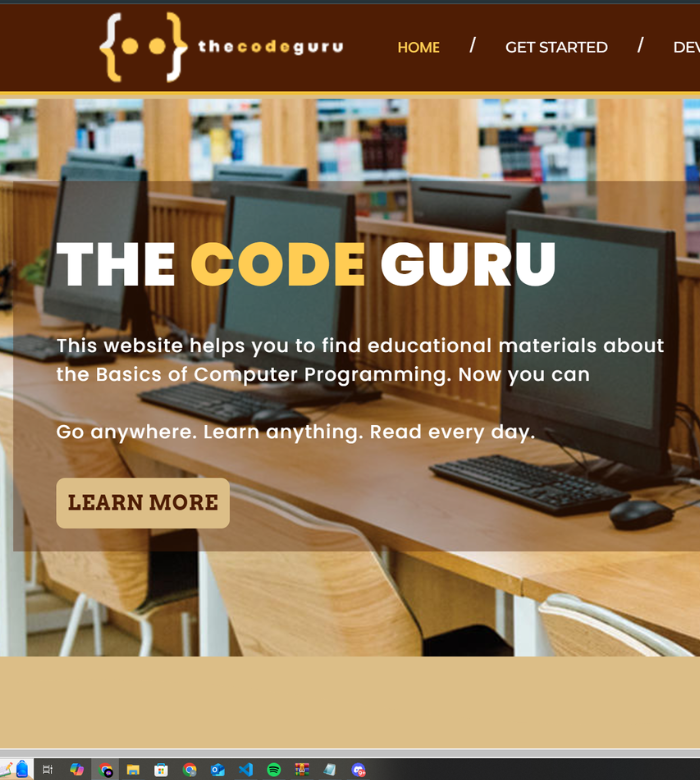 thecodeguru
HOME / GET STARTED / DEV
THE CODE GURU
This website helps you to find educational materials about
the Basics of Computer Programming. Now you can
Go anywhere. Learn anything. Read every day.
LEARN MORE